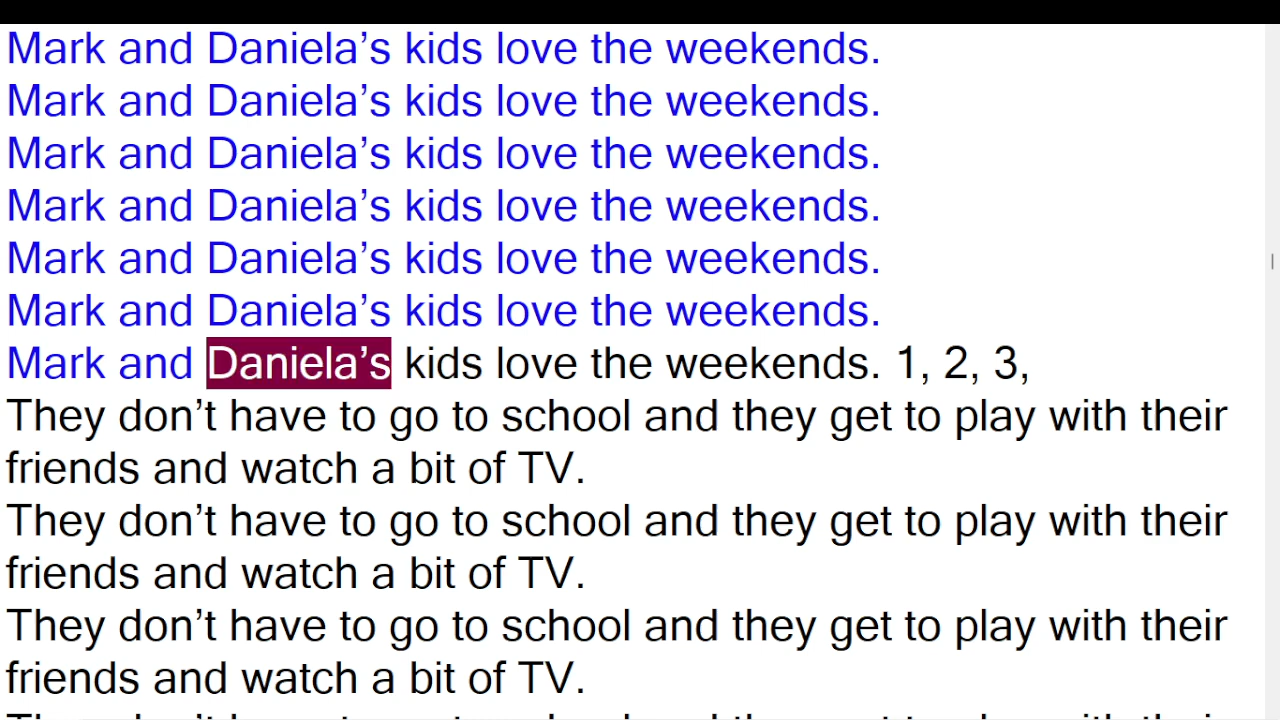 Mark and Daniela’s kids love the weekends.
Mark and Daniela’s kids love the weekends.
Mark and Daniela’s kids love the weekends.
Mark and Daniela’s kids love the weekends.
Mark and Daniela’s kids love the weekends.
Mark and Daniela’s kids love the weekends.
Mark and Daniela’s kids love the weekends. 1, 2, 3,
They don’t have to go to school and they get to play with their
friends and watch a bit of TV.
They don’t have to go to school and they get to play with their
friends and watch a bit of TV.
They don’t have to go to school and they get to play with their
friends and watch a bit of TV.